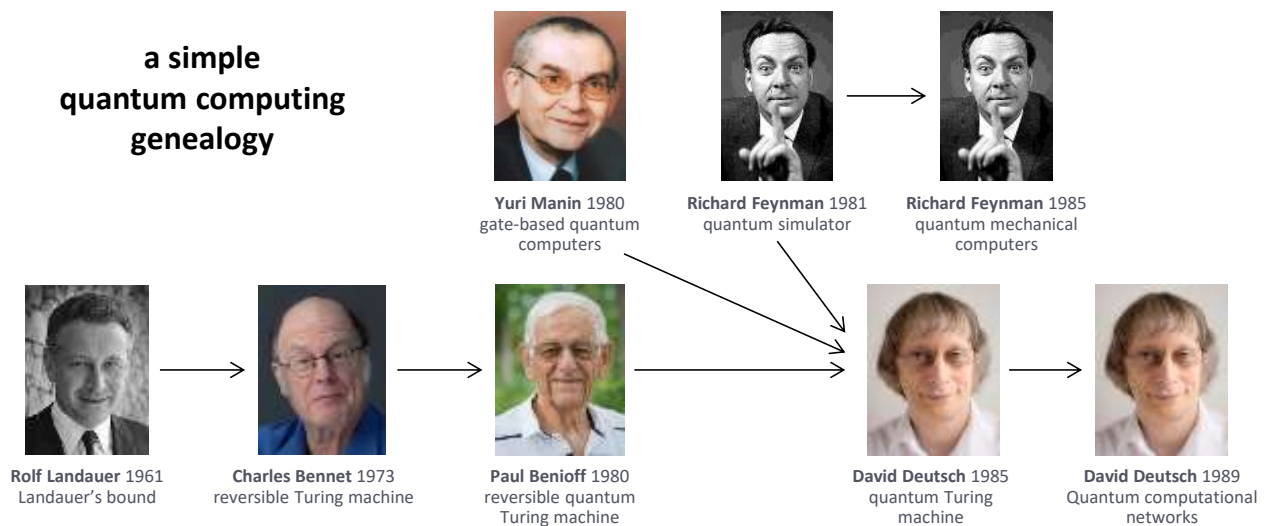 a simple
quantum computing
genealogy
Yuri Manin 1980
gate-based quantum
computers
Richard Feynman 1981
quantum simulator
Richard Feynman 1985
quantum mechanical
computers
Rolf Landauer 1961
Landauer’s bound
Charles Bennet 1973
reversible Turing machine
Paul Benioff 1980
reversible quantum
Turing machine
David Deutsch 1985
quantum Turing
machine
David Deutsch 1989
Quantum computational
networks